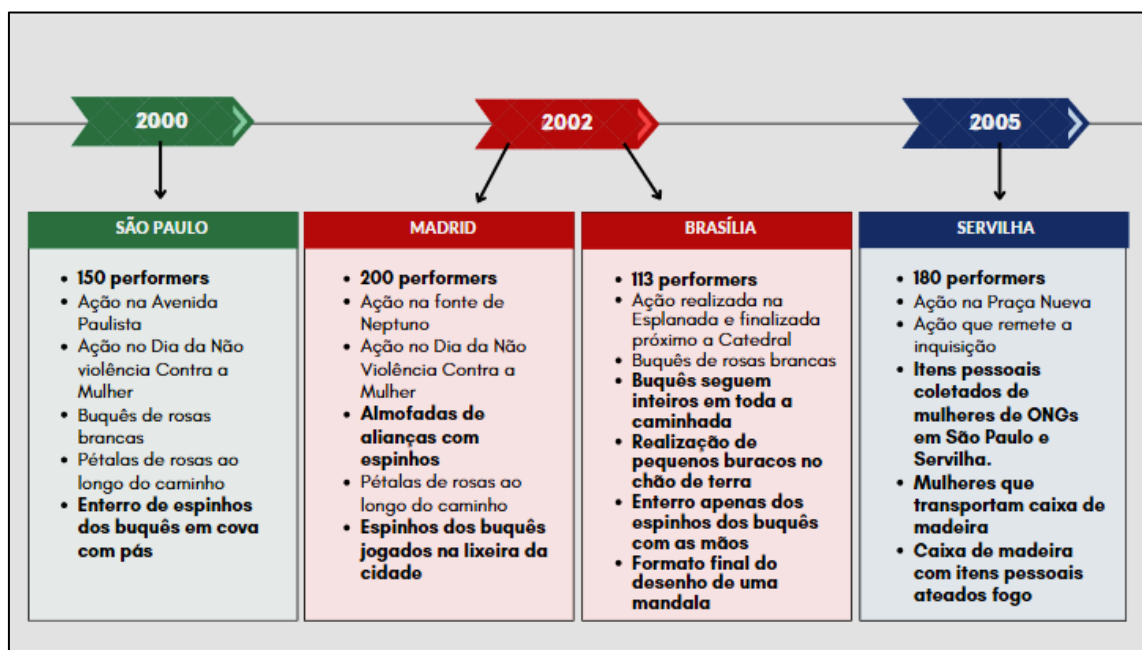 2000
2002
2005
SÃO PAULO
• 150 performers
• Ação na Avenida
Paulista
• Ação no Dia da Não
violência Contra a
Mulher
• Buquês de rosas
brancas
• Pétalas de rosas ao
longo do caminho
• Enterro de espinhos
dos buquês em cova
com pás
MADRID
• 200 performers
• Ação na fonte de
Neptuno
• Ação no Dia da Não
Violência Contra a
Mulher
• Almofadas de
alianças com
espinhos
• Pétalas de rosas ao
longo do caminho
• Espinhos dos buquês
jogados na lixeira da
cidade
BRASÍLIA
• 113 performers
• Ação realizada na
Esplanada e finalizada
próximo a Catedral
• Buquês de rosas brancas
• Buquês seguem
inteiros em toda a
caminhada
• Realização de
pequenos buracos no
chão de terra
• Enterro apenas dos
espinhos dos buquês
com as mãos
• Formato final do
desenho de uma
mandala
SERVILHA
• 180 performers
• Ação na Praça Nueva
• Ação que remete a
inquisição
• Itens pessoais
coletados de
mulheres de ONGs
em São Paulo e
Servilha.
• Mulheres que
transportam caixa de
madeira
• Caixa de madeira
com itens pessoais
ateados fogo